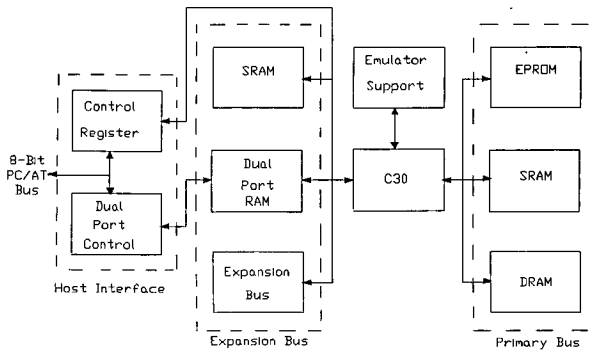 Control
Register
8-Bit
PC/AT
Bus
Dual
Port
Control
Host Interface
SRAM
Dual
Port
RAM
Expansion
Bus
Expansion Bus
Emulator
Support
C30
EPROM
SRAM
DRAM
Primary Bus